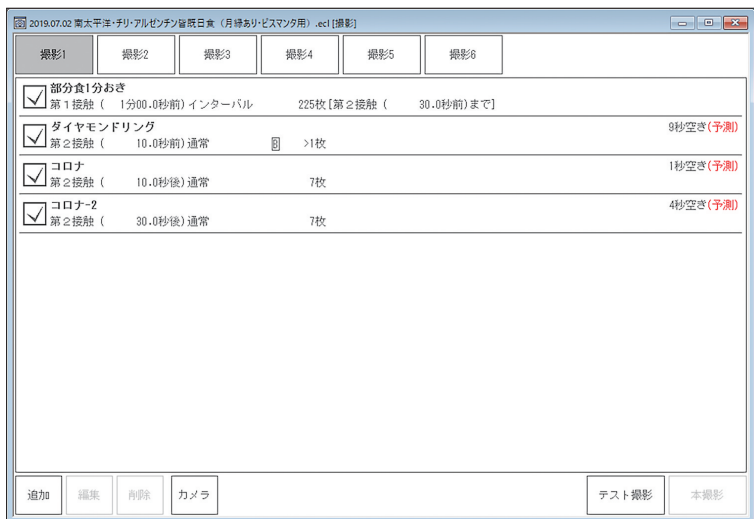 2019.07.02 南太平洋・チリ・アルゼンチン皆既日食（月縁あり・ビスマンタ用）.ecl [撮影]
撮影1 撮影2 撮影3 撮影4 撮影5 撮影6
部分食1分おき
第1接触 ( 1分00.0秒前) インターバル 225枚 [第2接触 ( 30.0秒前)まで]
ダイヤモンドリング 9秒空き(予測)
第2接触 ( 10.0秒前) 通常 B >1枚
コロナ 1秒空き(予測)
第2接触 ( 10.0秒後) 通常 7枚
コロナ-2 4秒空き(予測)
第2接触 ( 30.0秒後) 通常 7枚
追加 編集 削除 カメラ テスト撮影 本撮影